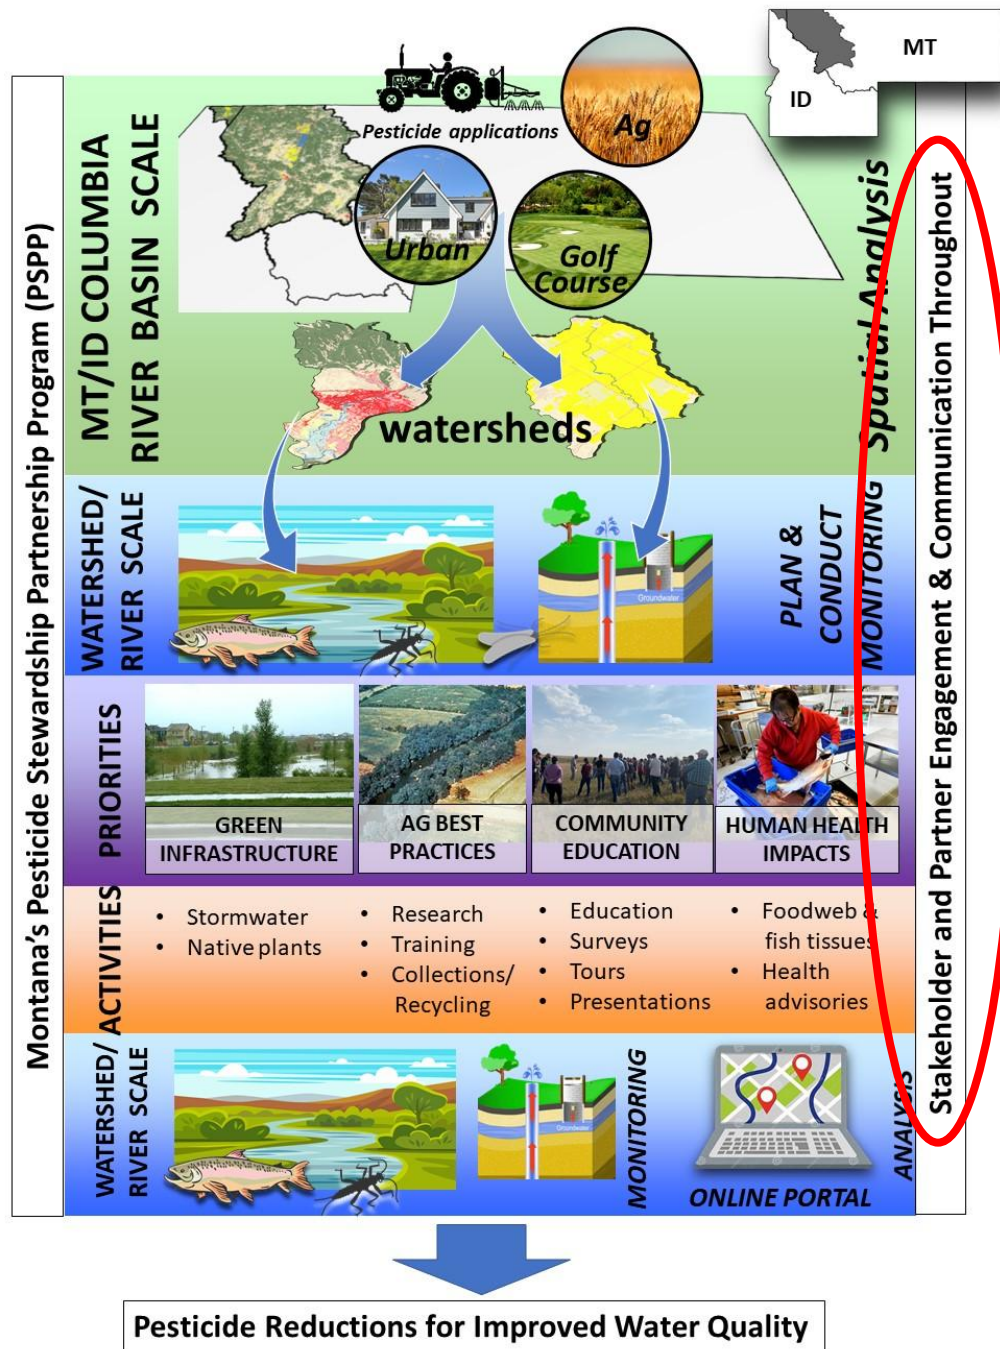 MT
ID
Montana's Pesticide Stewardship Partnership Program (PSPP)
MT/ID COLUMBIA
RIVER BASIN SCALE
Pesticide applications
Ag
Urban
Golf
Course
watersheds
Spatial Analysis
Stakeholder and Partner Engagement & Communication Throughout
WATERSHED/
RIVER SCALE
Groundwater
PLAN &
CONDUCT
MONITORING
PRIORITIES
GREEN
INFRASTRUCTURE
AG BEST
PRACTICES
COMMUNITY
EDUCATION
HUMAN HEALTH
IMPACTS
ACTIVITIES
• Stormwater
• Native plants
• Research
• Training
• Collections/
Recycling
• Education
• Surveys
• Tours
• Presentations
• Foodweb &
fish tissues
• Health
advisories
WATERSHED/
RIVER SCALE
Groundwater
MONITORING
ONLINE PORTAL
ANALYSIS
Pesticide Reductions for Improved Water Quality